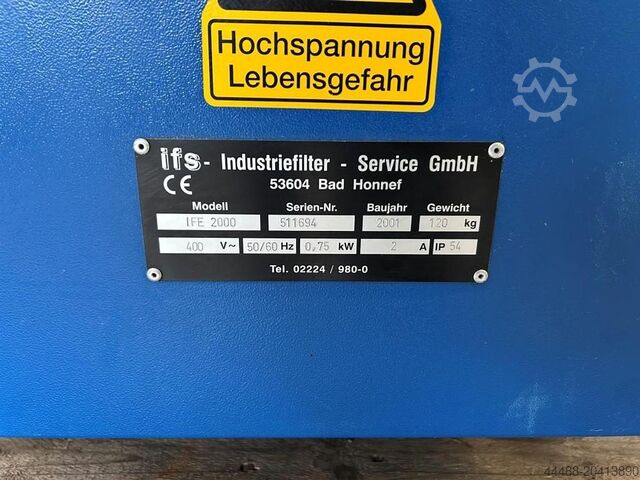 Hochspannung
Lebensgefahr
ifs - Industriefilter - Service GmbH
CE 53604 Bad Honnef
Modell Serien-Nr. Baujahr Gewicht
IFE 2000 511694 2001 120 kg
400 V~ 50/60 Hz 0,75 kW 2 A IP 54
Tel. 02224 / 980-0
44488-20413890